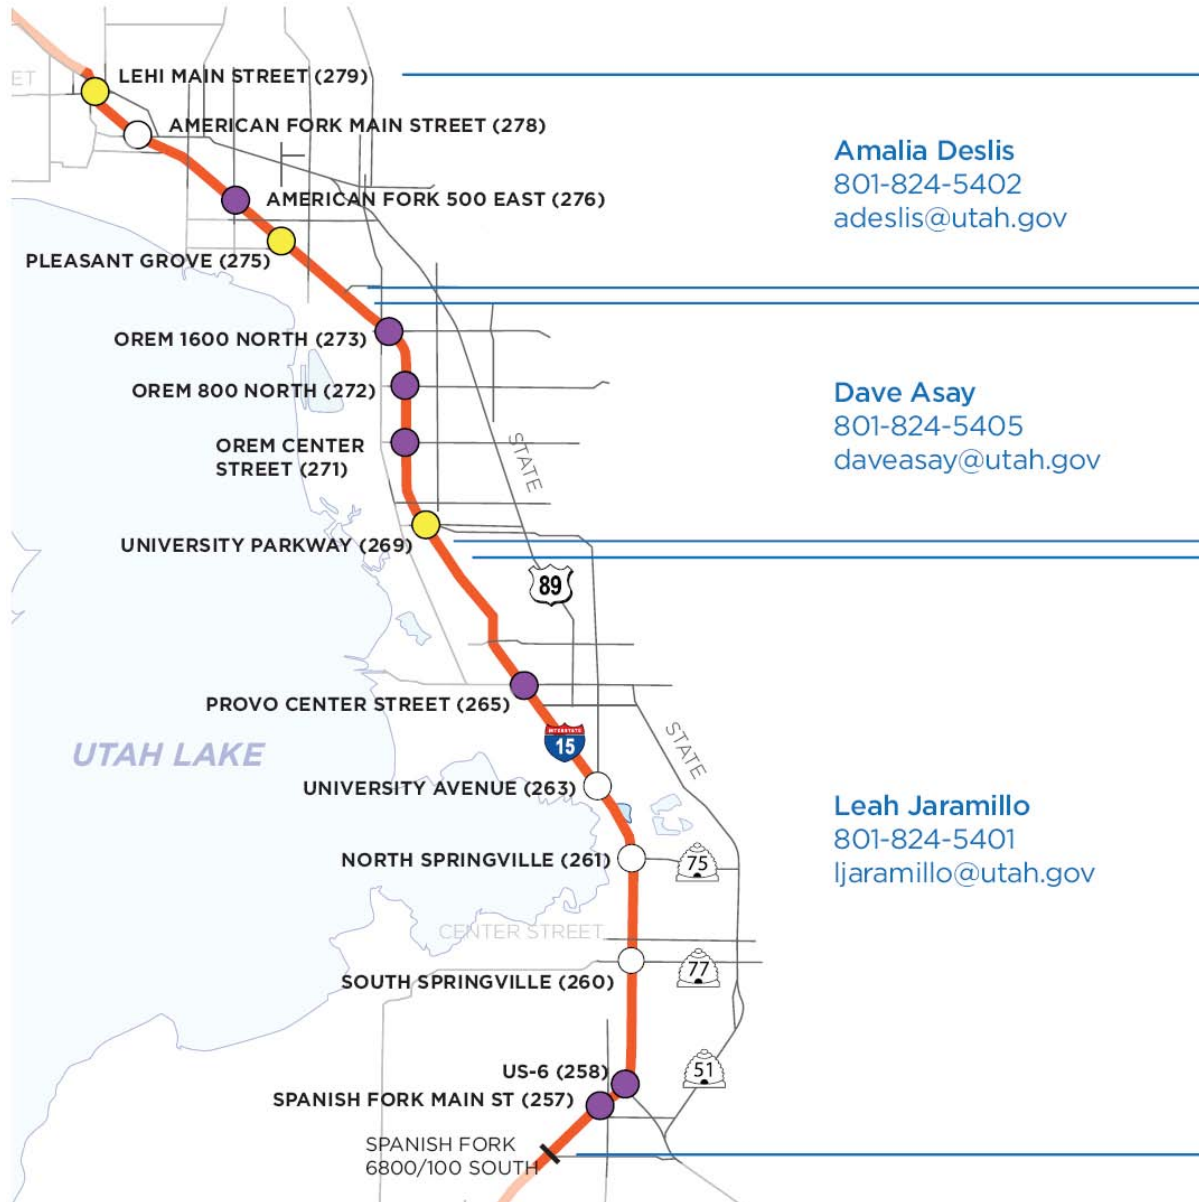 ET
LEHI MAIN STREET (279)
AMERICAN FORK MAIN STREET (278)
Amalia Deslis
801-824-5402
adeslis@utah.gov
AMERICAN FORK 500 EAST (276)
PLEASANT GROVE (275)
OREM 1600 NORTH (273)
OREM 800 NORTH (272)
Dave Asay
801-824-5405
daveasay@utah.gov
OREM CENTER
STREET (271)
STATE
UNIVERSITY PARKWAY (269)
89
PROVO CENTER STREET (265)
INTERSTATE
15
STATE
UTAH LAKE
UNIVERSITY AVENUE (263)
Leah Jaramillo
801-824-5401
ljaramillo@utah.gov
NORTH SPRINGVILLE (261)
75
CENTER STREET
SOUTH SPRINGVILLE (260)
77
US-6 (258)
51
SPANISH FORK MAIN ST (257)
SPANISH FORK
6800/100 SOUTH